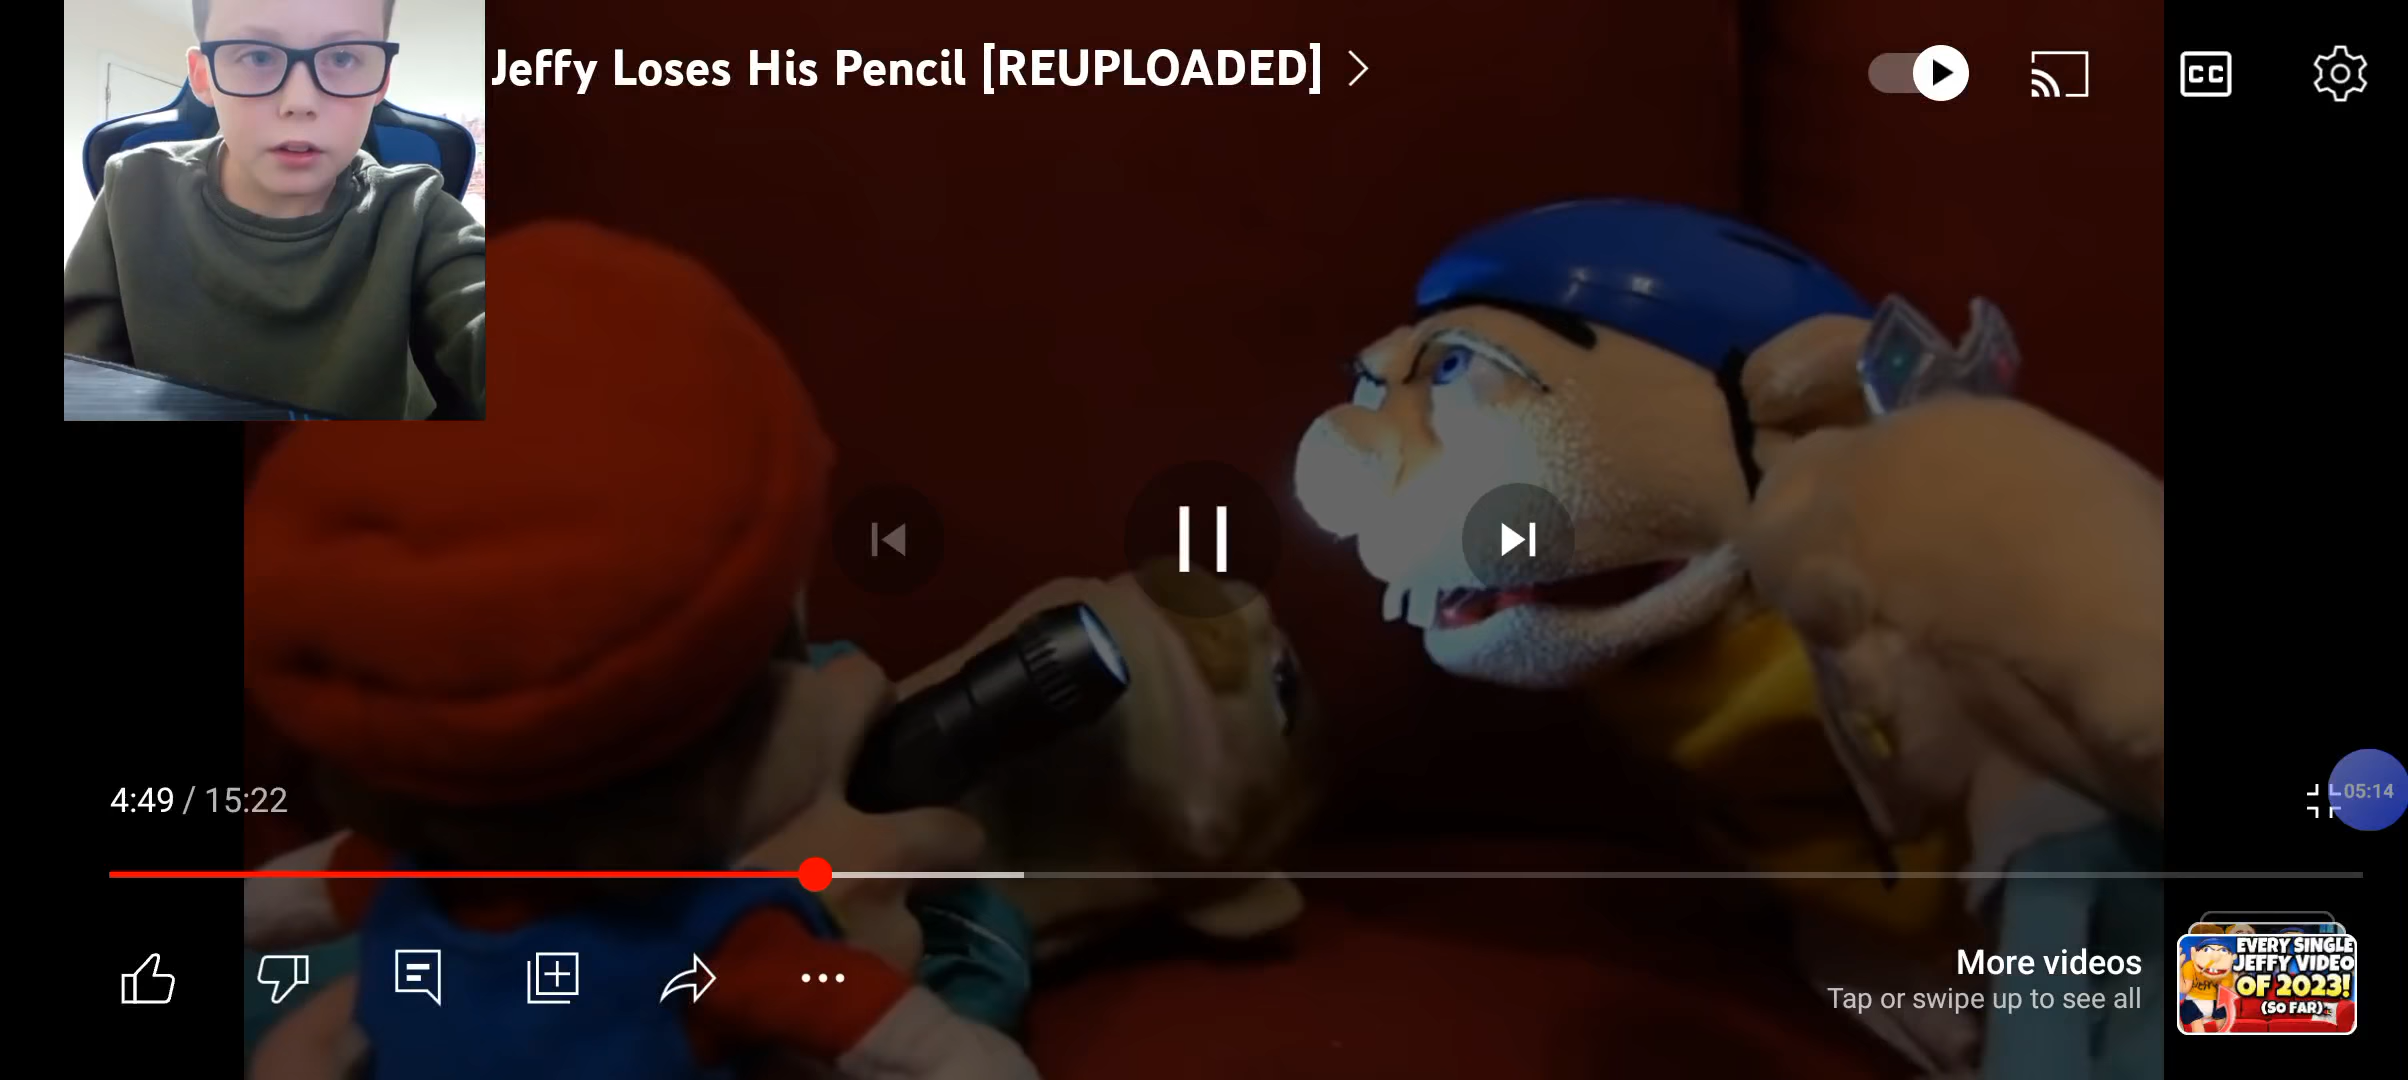 Jeffy Loses His Pencil [REUPLOADED]
CC
4:49 / 15:22
05:14
More videos
Tap or swipe up to see all
EVERY SINGLE
JEFFY VIDEO
OF 2023!
(SO FAR)